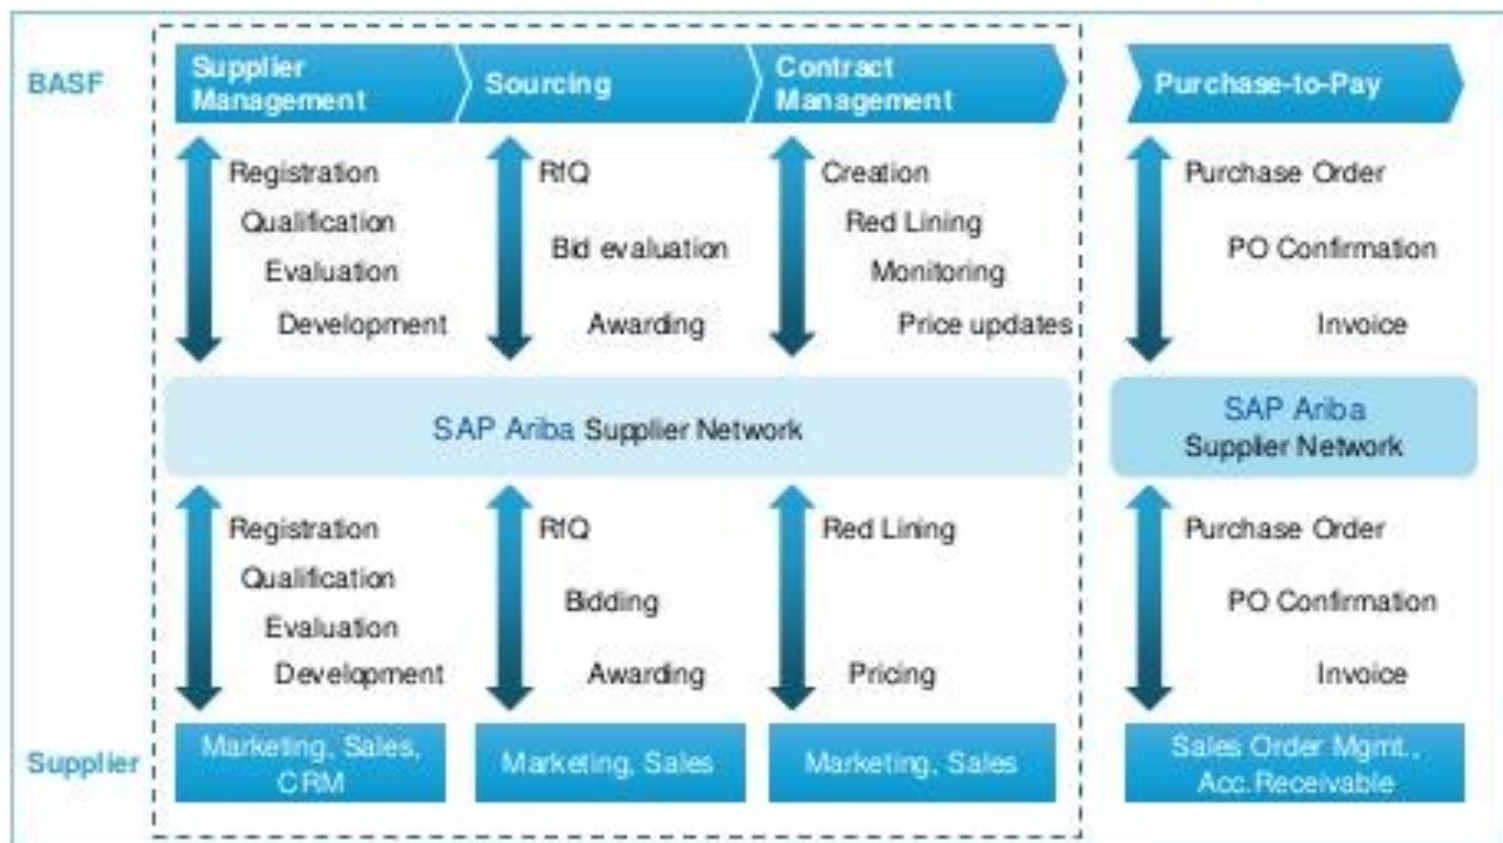 BASF
Supplier
Management
Sourcing
Contract
Management
Purchase-to-Pay
Registration
Qualification
Evaluation
Development
RfQ
Bid evaluation
Awarding
Creation
Red Lining
Monitoring
Price updates
Purchase Order
PO Confirmation
Invoice
SAP Ariba Supplier Network
SAP Ariba
Supplier Network
Registration
Qualification
Evaluation
Development
RfQ
Bidding
Awarding
Red Lining
Pricing
Purchase Order
PO Confirmation
Invoice
Supplier
Marketing, Sales,
CRM
Marketing, Sales
Marketing, Sales
Sales Order Mgmt.,
Acc.Receivable